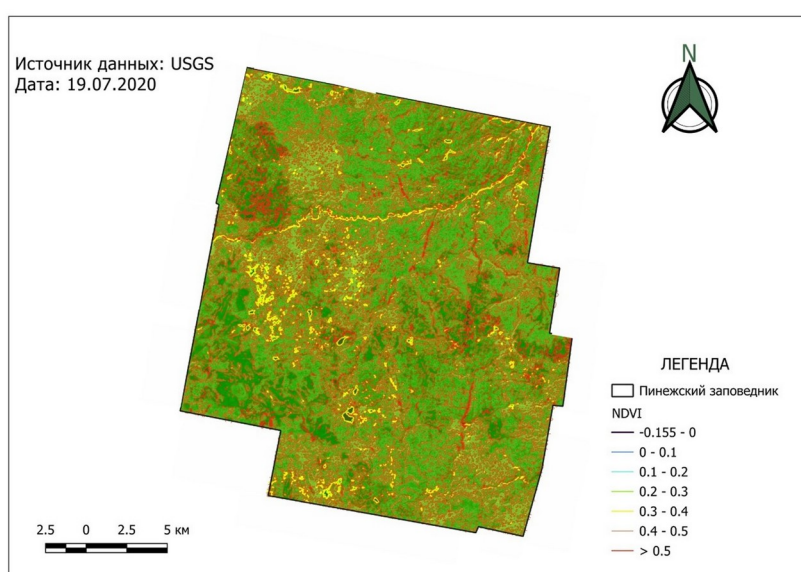 Источник данных: USGS
Дата: 19.07.2020
N
ЛЕГЕНДА
Пинежский заповедник
NDVI
-0.155 - 0
0 - 0.1
0.1 - 0.2
0.2 - 0.3
0.3 - 0.4
0.4 - 0.5
> 0.5
2.5 0 2.5 5 км